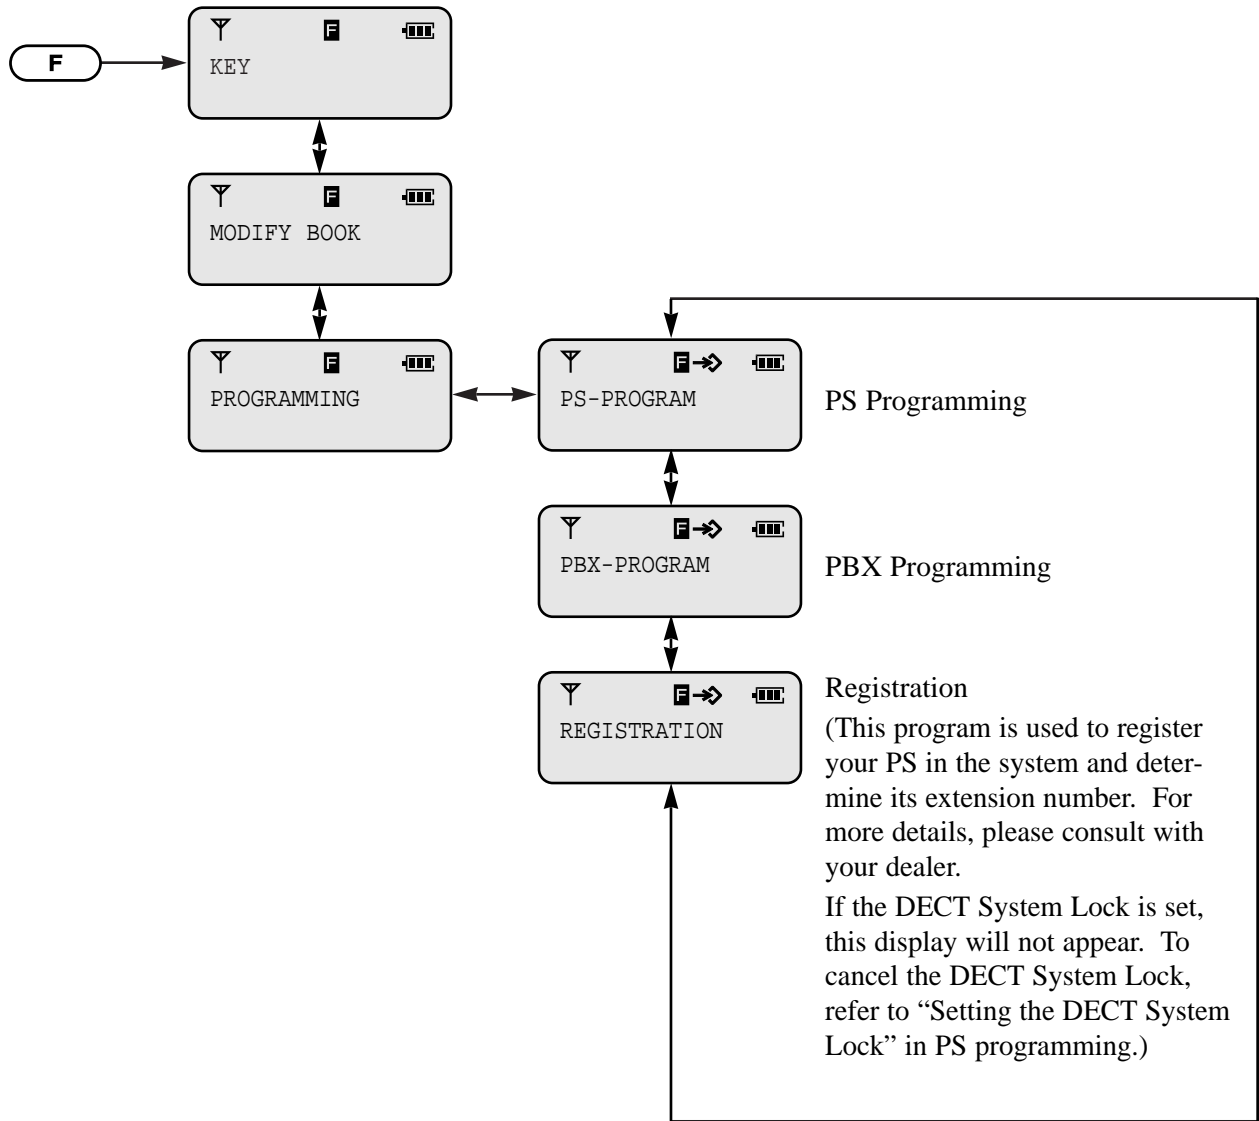 F
F
KEY
F
MODIFY BOOK
F
PROGRAMMING
F
PS-PROGRAM
PS Programming
F
PBX-PROGRAM
PBX Programming
F
REGISTRATION
Registration
(This program is used to register
your PS in the system and deter-
mine its extension number. For
more details, please consult with
your dealer.
If the DECT System Lock is set,
this display will not appear. To
cancel the DECT System Lock,
refer to “Setting the DECT System
Lock” in PS programming.)